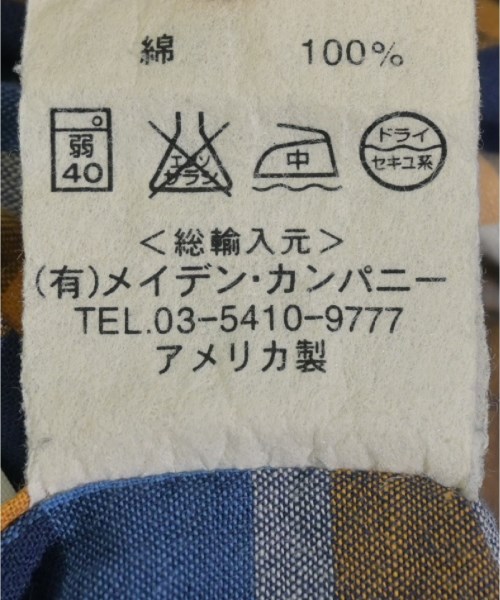 綿 100%
弱 40 エンソ サラシ 中 ドライ セキユ系
＜総輸入元＞
(有)メイデン・カンパニー
TEL.03-5410-9777
アメリカ製